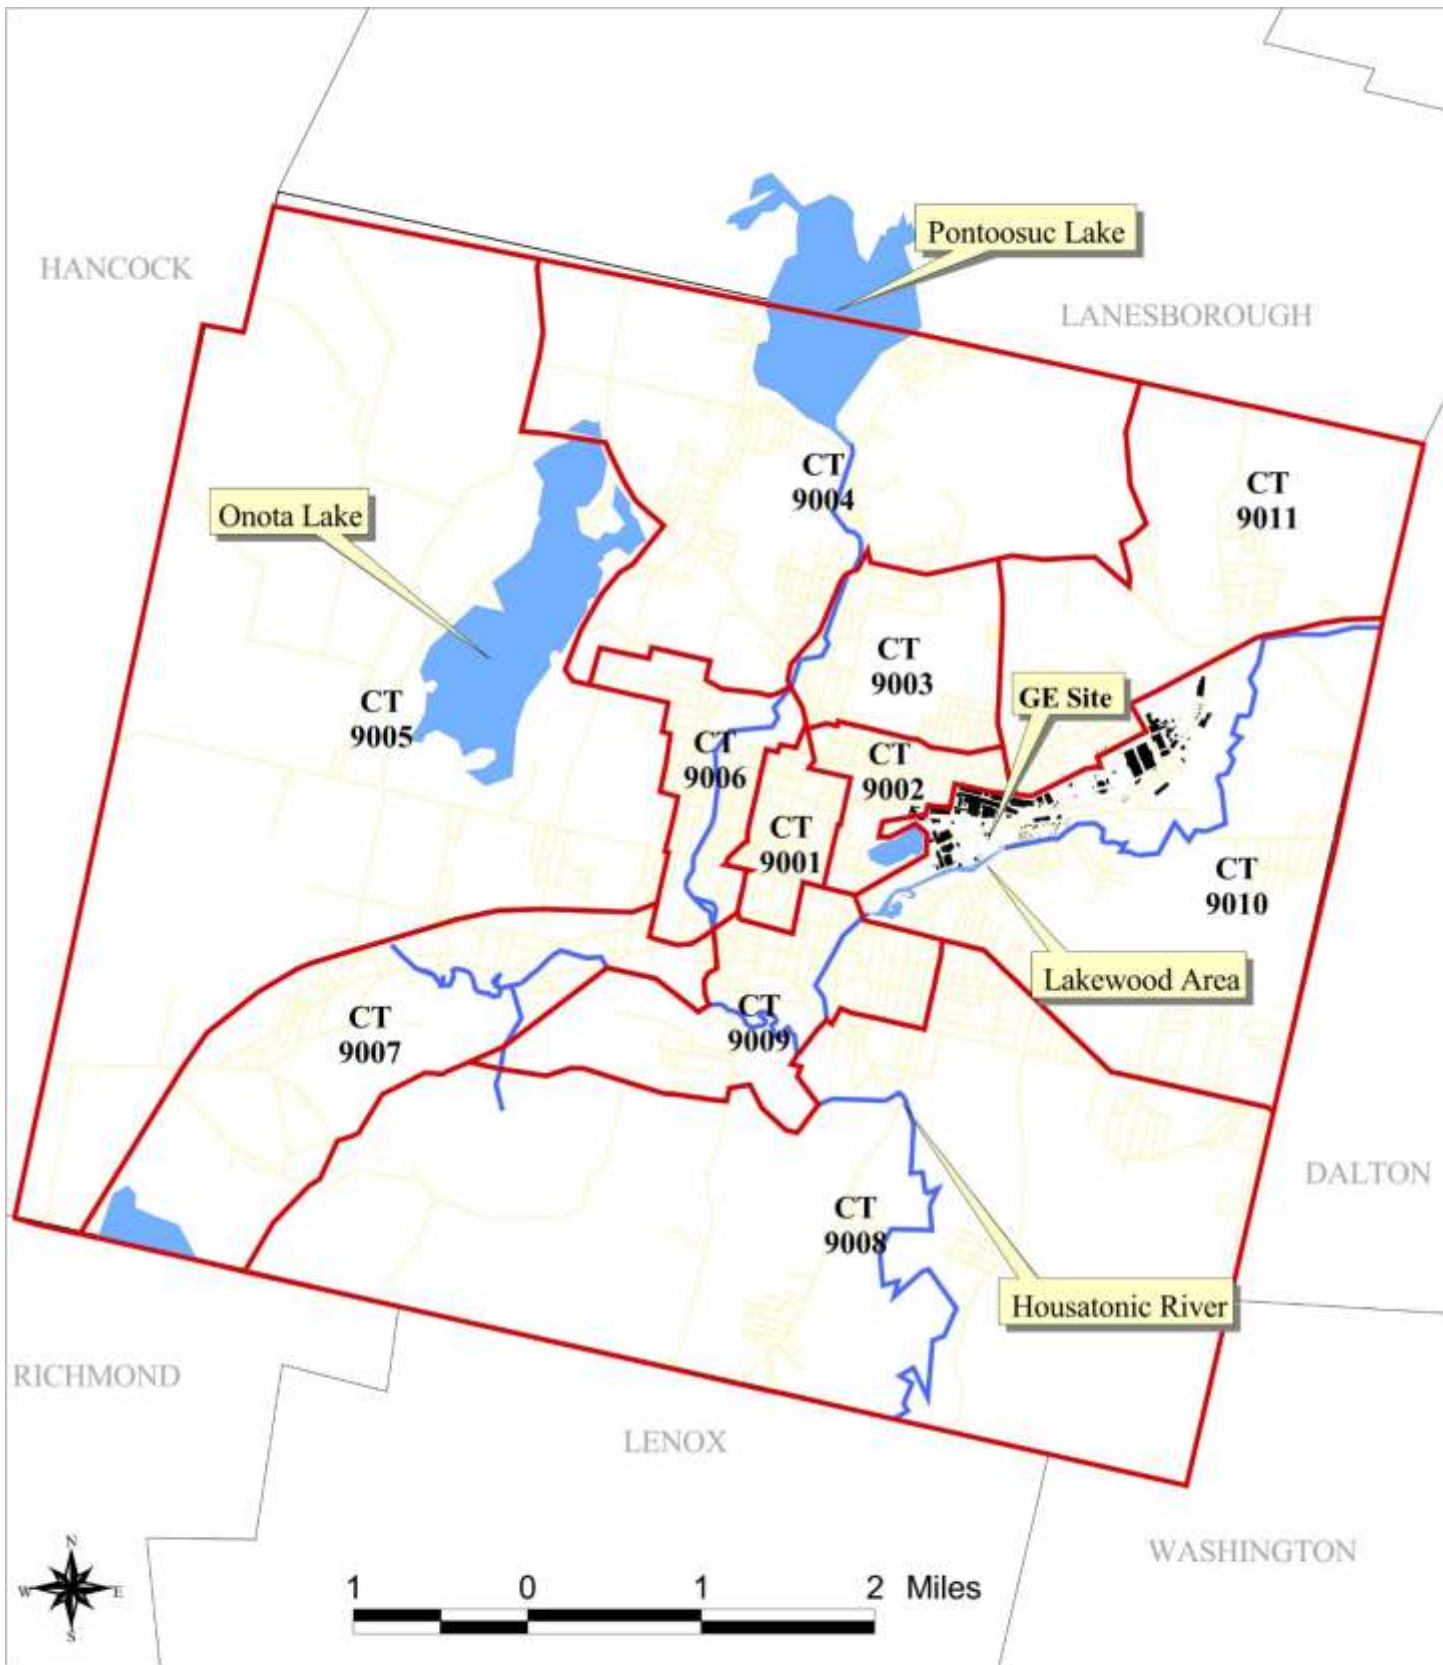 Pontoosuc Lake
HANCOCK
LANESBOROUGH
CT
9004
CT
9011
Onota Lake
CT
9003
GE Site
CT
9005
CT
9006
CT
9002
CT
9001
CT
9010
Lakewood Area
CT
9007
CT
9009
DALTON
CT
9008
Housatonic River
RICHMOND
LENOX
WASHINGTON
N
W E
S
1 0 1 2 Miles